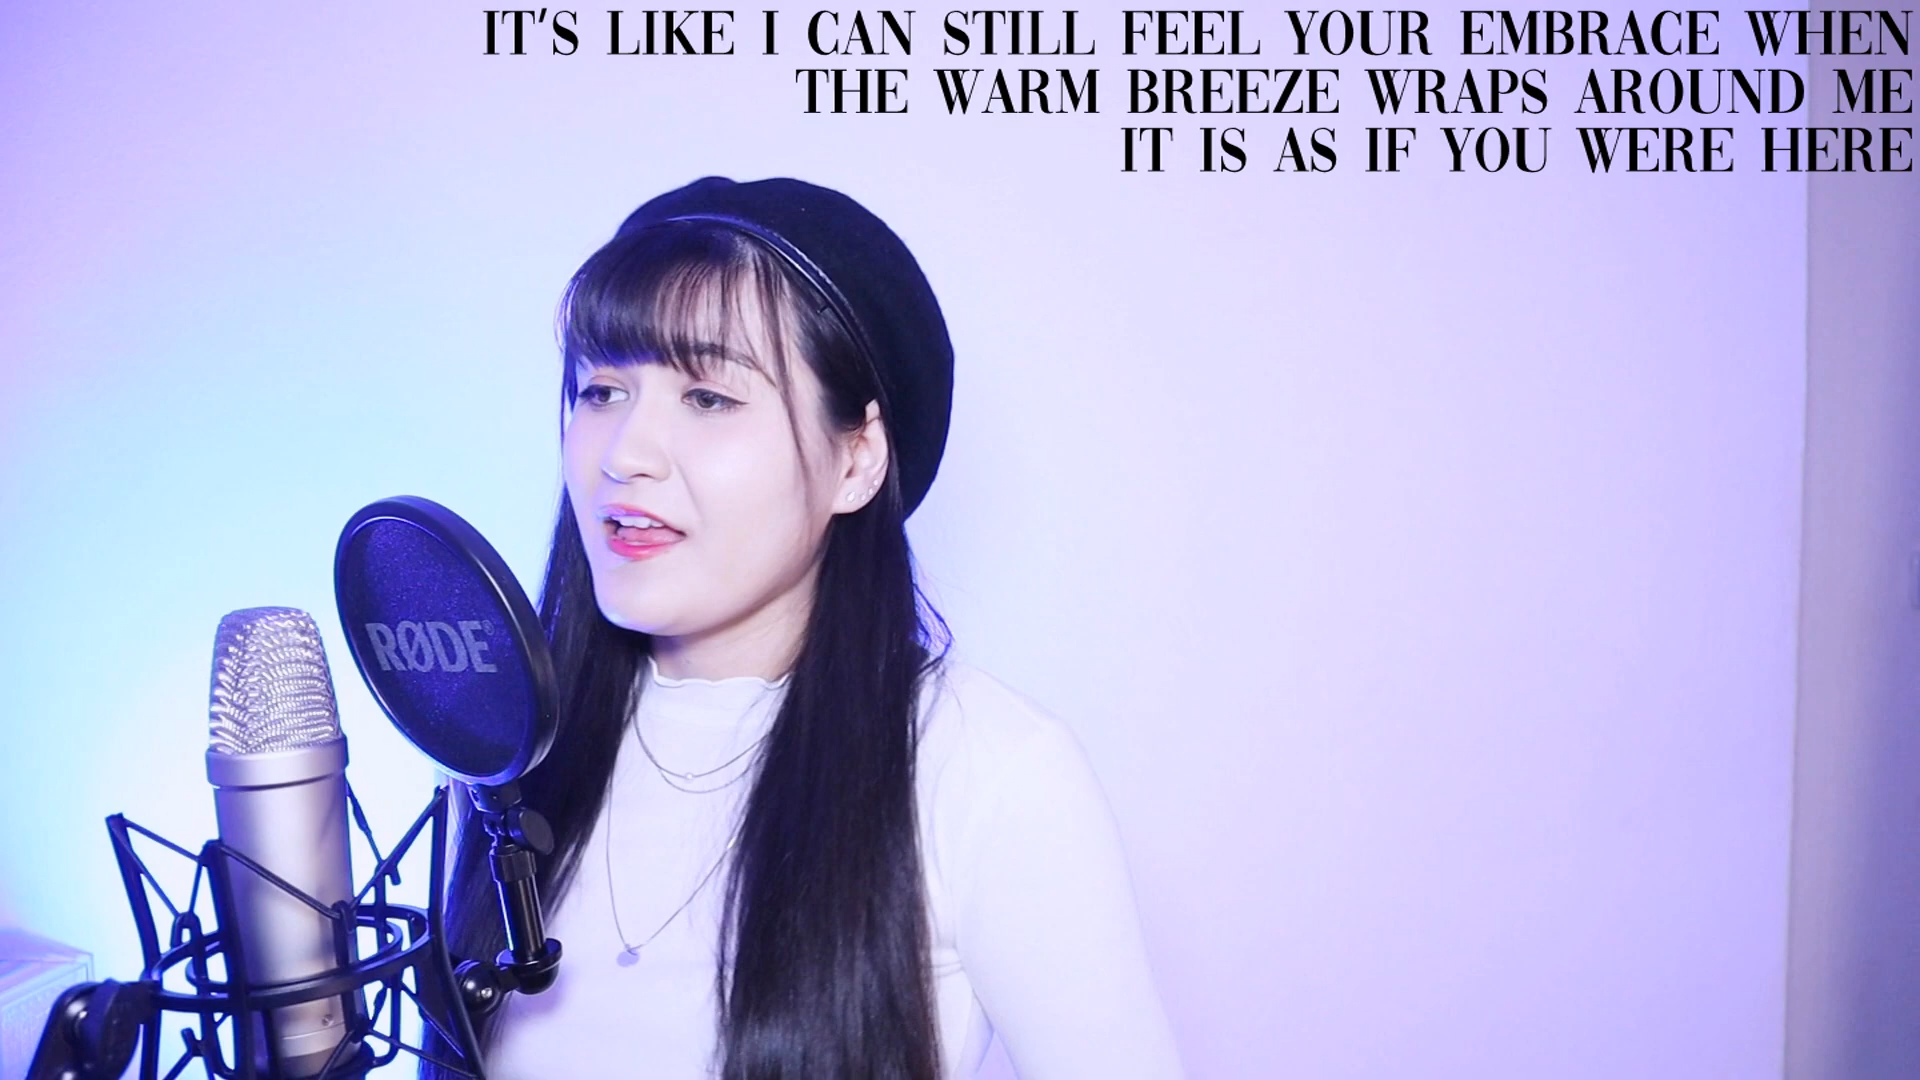 IT'S LIKE I CAN STILL FEEL YOUR EMBRACE WHEN
THE WARM BREEZE WRAPS AROUND ME
IT IS AS IF YOU WERE HERE
RØDE®